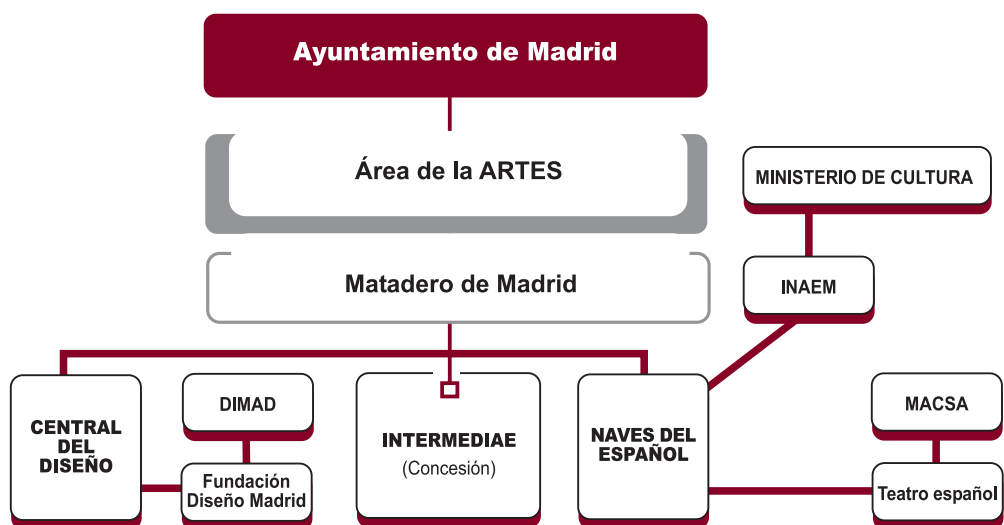 Ayuntamiento de Madrid
Área de la ARTES
MINISTERIO DE CULTURA
Matadero de Madrid
INAEM
CENTRAL
DEL
DISEÑO
DIMAD
Fundación
Diseño Madrid
INTERMEDIAE
(Concesión)
NAVES DEL
ESPAÑOL
MACSA
Teatro español